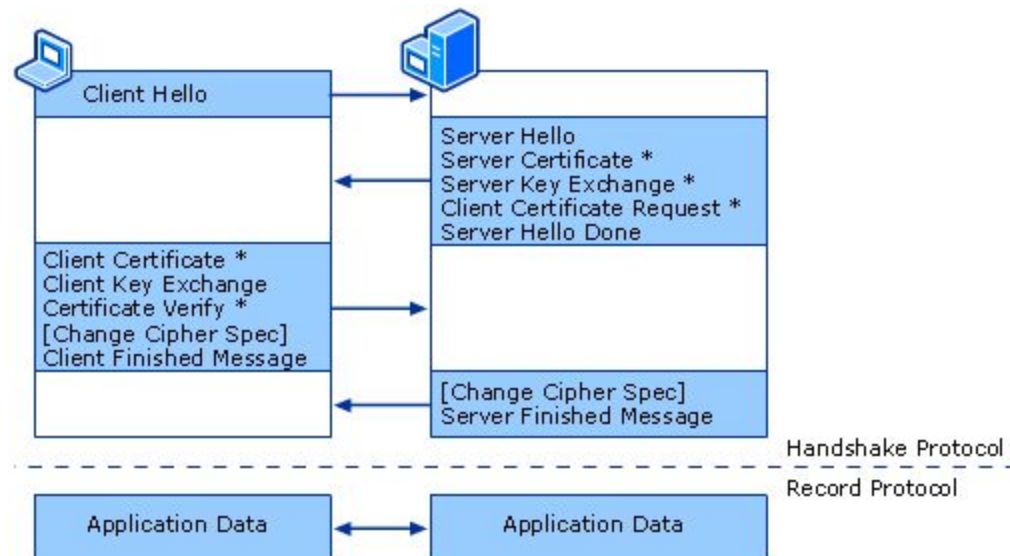 Client Hello
Server Hello
Server Certificate *
Server Key Exchange *
Client Certificate Request *
Server Hello Done
Client Certificate *
Client Key Exchange
Certificate Verify *
[Change Cipher Spec]
Client Finished Message
[Change Cipher Spec]
Server Finished Message
Handshake Protocol
Record Protocol
Application Data
Application Data